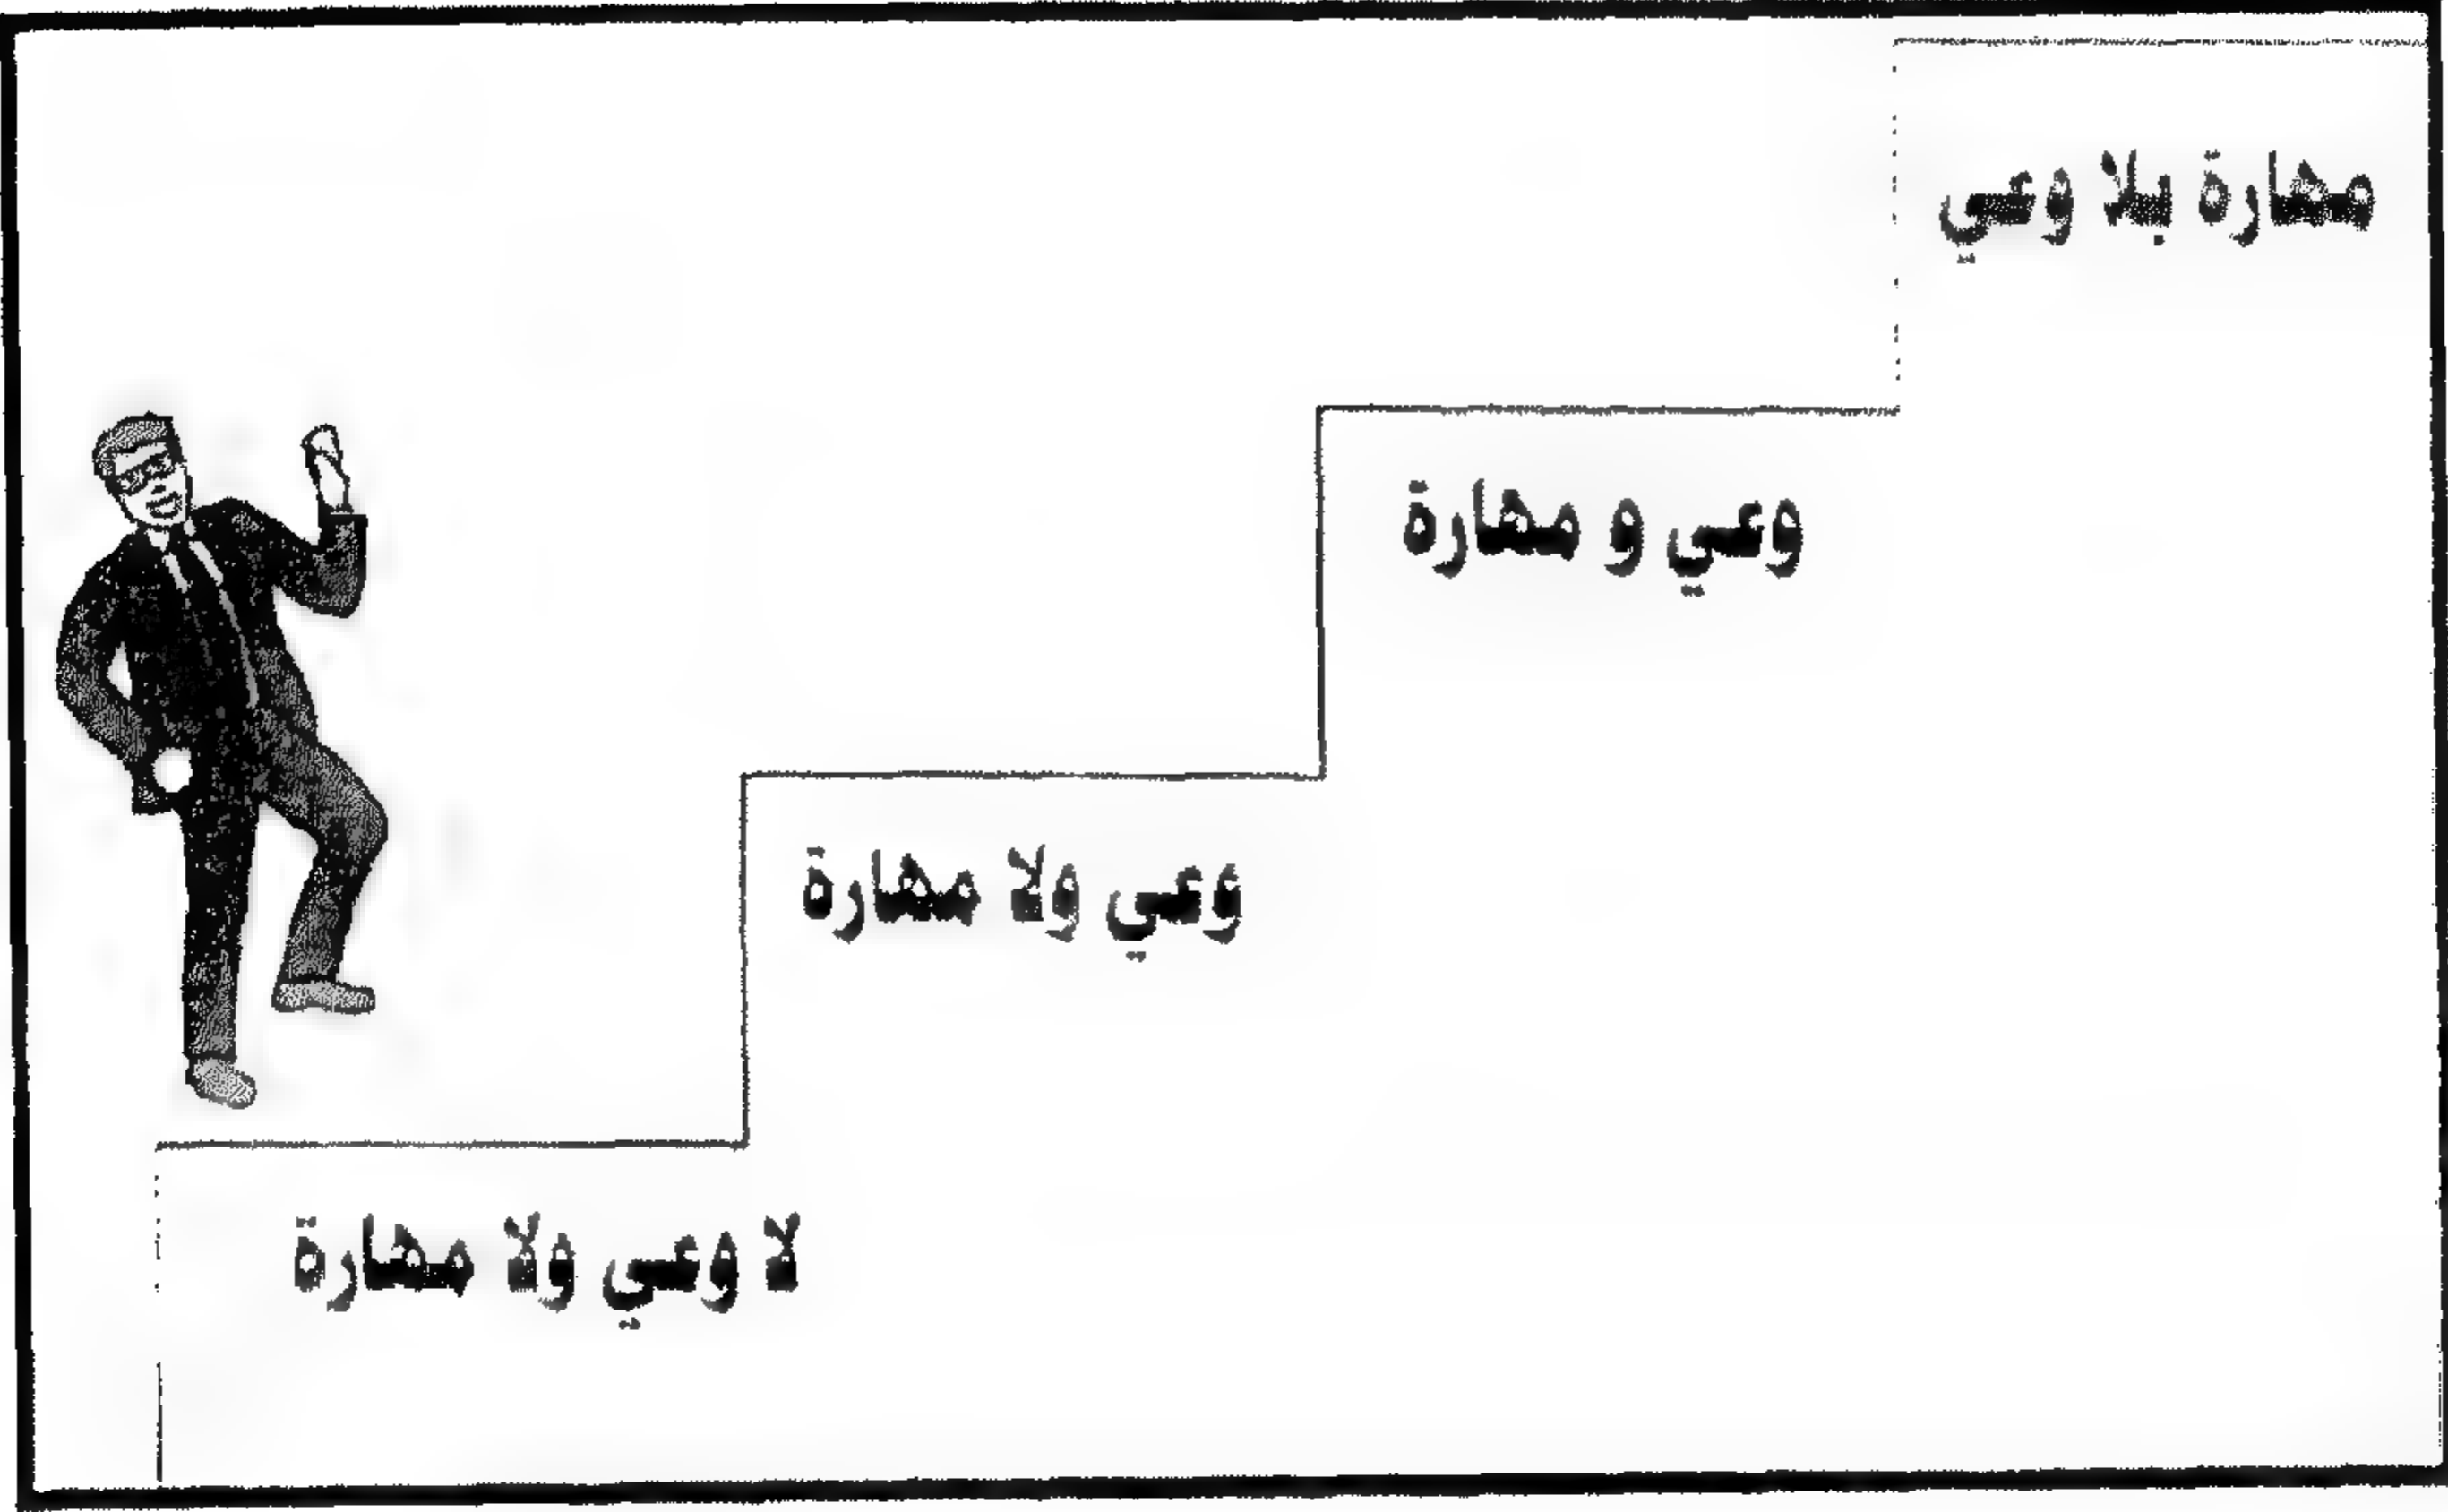 مهارة بلا وعي
وعي و مهارة
وعي ولا مهارة
لا وعي ولا مهارة